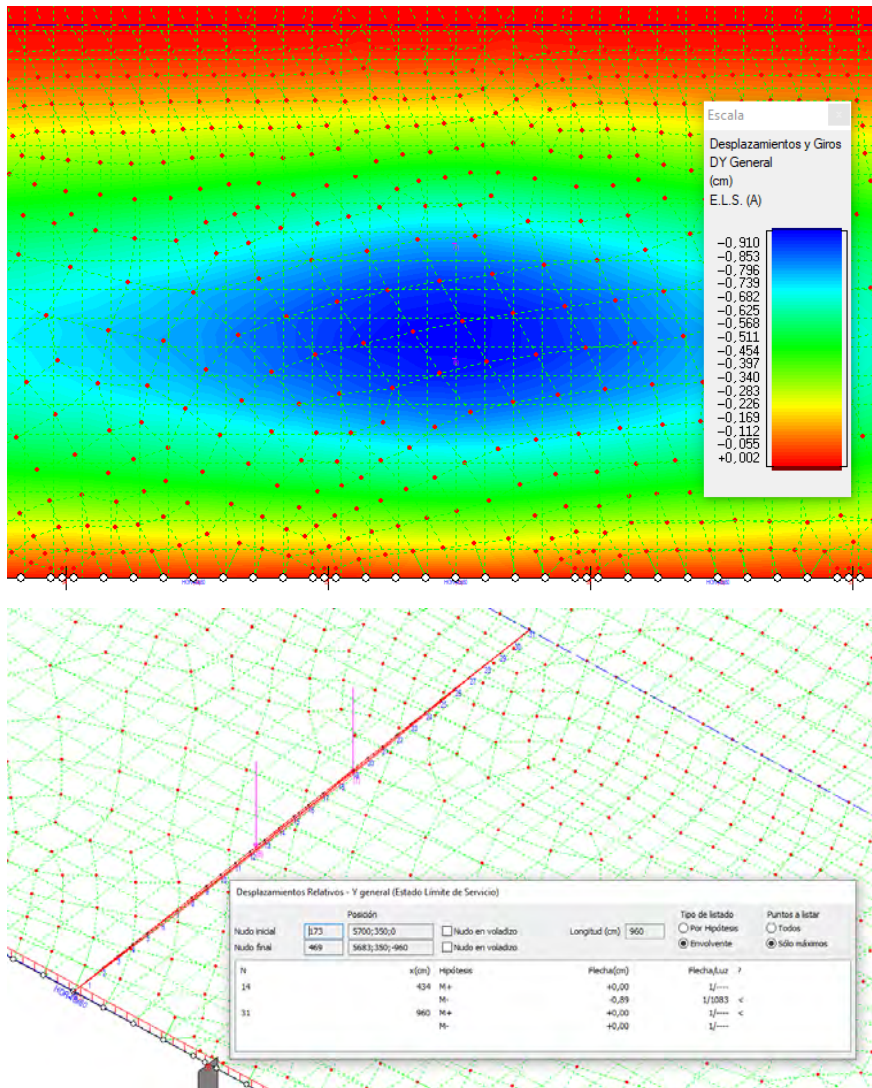 Escala
Desplazamientos y Giros
DY General
(cm)
E.L.S. (A)
-0,910
-0,853
-0,796
-0,739
-0,682
-0,625
-0,568
-0,511
-0,454
-0,397
-0,340
-0,283
-0,226
-0,169
-0,112
-0,055
+0,002
Desplazamientos Relativos - Y general (Estado Límite de Servicio)
Posición Tipo de listado Puntos a listar
Nudo inicial 173 5700;350;0 Nudo en voladizo Longitud (cm) 960 Por Hipótesis Todos
Nudo final 469 5683;350;-960 Nudo en voladizo Envolvente Sólo máximos
N x(cm) Hipótesis Flecha(cm) Flecha/Luz ?
14 434 M+ +0,00 1/----
M- -0,89 1/1083 <
31 960 M+ +0,00 1/---- <
M- +0,00 1/----